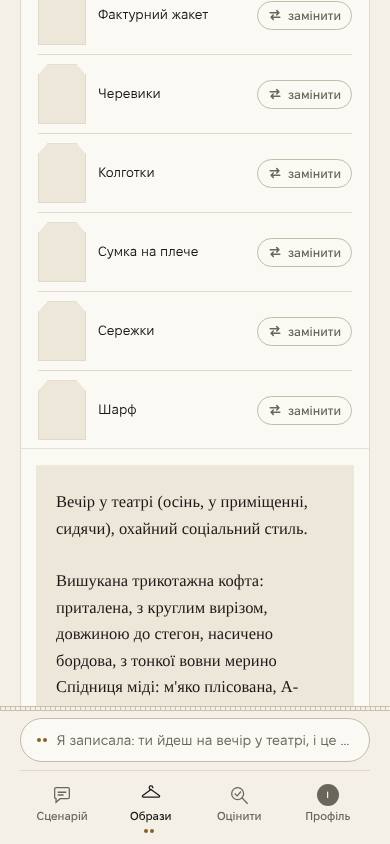 Фактурний жакет замінити
Черевики замінити
Колготки замінити
Сумка на плече замінити
Сережки замінити
Шарф замінити
Вечір у театрі (осінь, у приміщенні,
сидячи), охайний соціальний стиль.
Вишукана трикотажна кофта:
приталена, з круглим вирізом,
довжиною до стегон, насичено
бордова, з тонкої вовни мерино
Спідниця міді: м'яко плісована, А-
Я записала: ти йдеш на вечір у театрі, і це ...
Сценарій Образи Оцінити Профіль